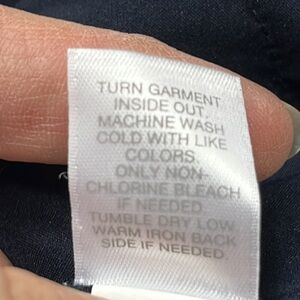 TURN GARMENT
INSIDE OUT.
MACHINE WASH
COLD WITH LIKE
COLORS.
ONLY NON-
CHLORINE BLEACH
IF NEEDED
TUMBLE DRY LOW
WARM IRON BACK
SIDE IF NEEDED.